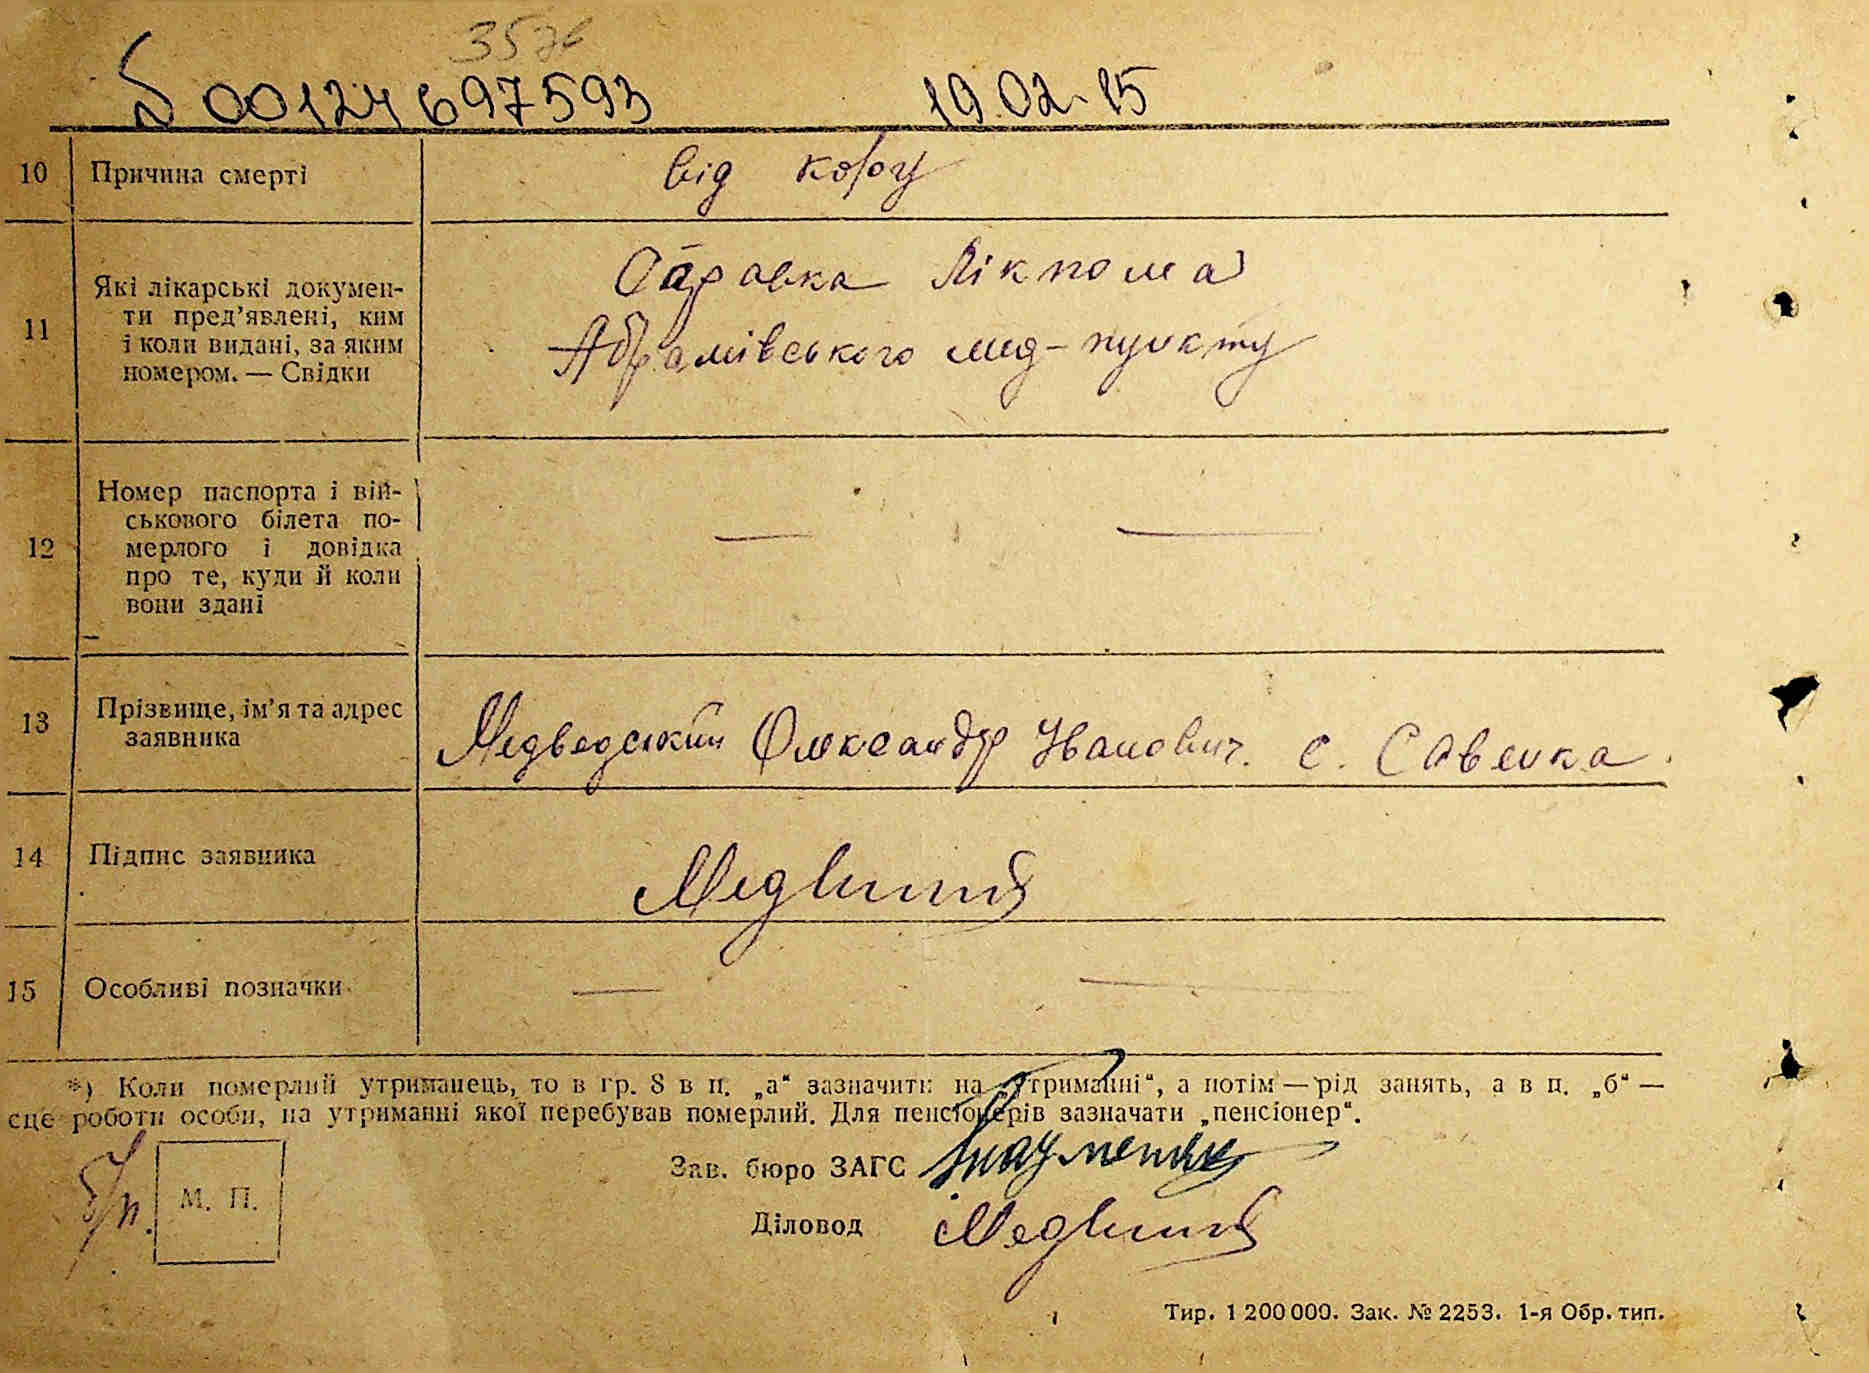 357в
S 00124697593 19.02.15
10 Причина смерті від кору
11 Які лікарські докумен-
ти пред'явлені, ким
і коли видані, за яким
номером. — Свідки
Справка Лікпома
Абрамівського мед-пункту
12 Номер паспорта і вій-
ськового білета по-
мерлого і довідка
про те, куди й коли
вони здані
— —
13 Прізвище, ім'я та адрес
заявника
Медведський Олександр Іванович. с. Савенка
14 Підпис заявника
15 Особливі позначки — —
*) Коли померлий утриманець, то в гр. 8 в п. „а“ зазначити на „утриманні“, а потім — рід занять, а в п. „б“ —
сце роботи особи, на утриманні якої перебував померлий. Для пенсіонерів зазначати „пенсіонер“.
Зав. бюро ЗАГС
б/п. М. П.
Діловод
Тир. 1 200 000. Зак. № 2253. 1-я Обр. тип.